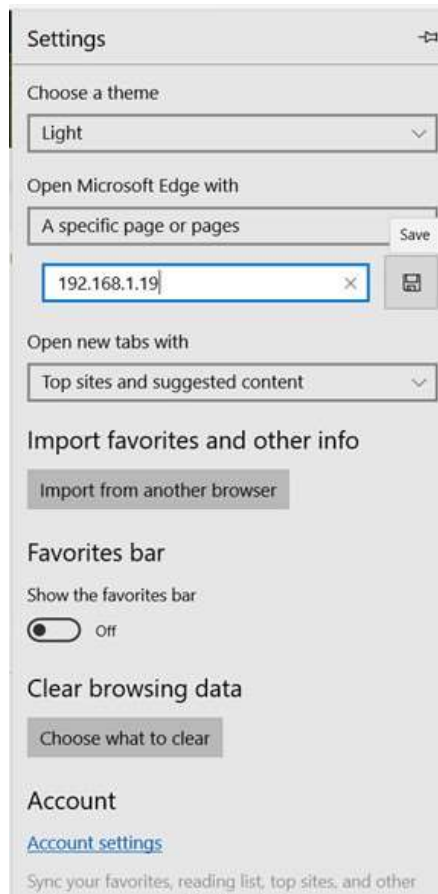 Settings
Choose a theme
Light
Open Microsoft Edge with
A specific page or pages
Save
192.168.1.19
Open new tabs with
Top sites and suggested content
Import favorites and other info
Import from another browser
Favorites bar
Show the favorites bar
Off
Clear browsing data
Choose what to clear
Account
Account settings
Sync your favorites, reading list, top sites, and other